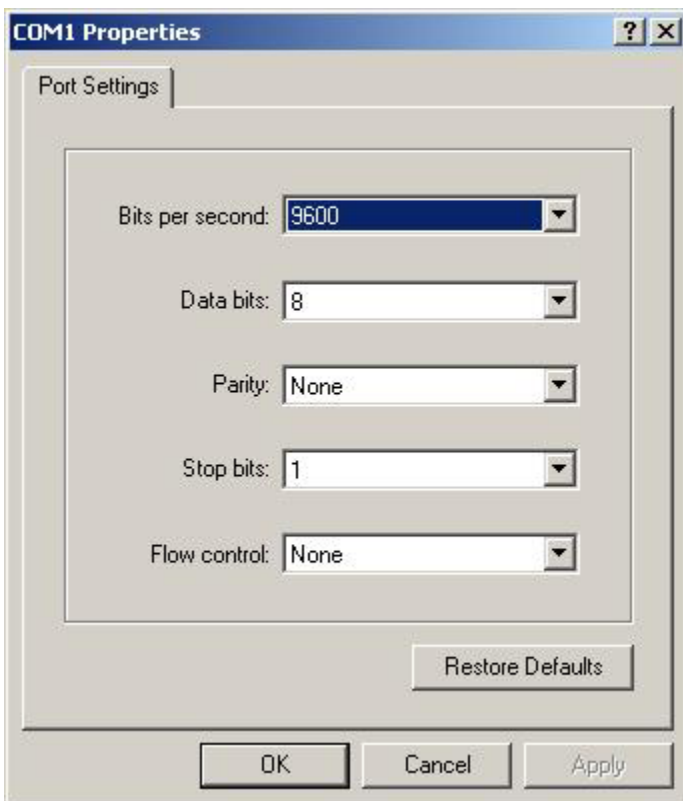 COM1 Properties
Port Settings
Bits per second: 9600
Data bits: 8
Parity: None
Stop bits: 1
Flow control: None
Restore Defaults
OK Cancel Apply